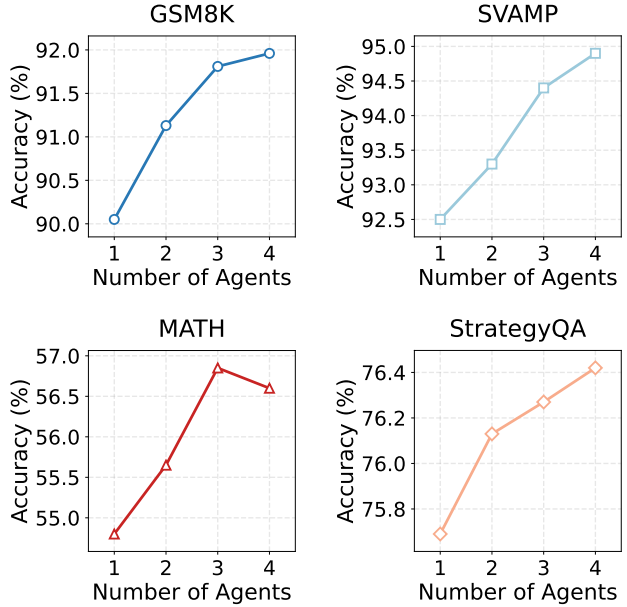 GSM8K
Accuracy (%)
92.0
91.5
91.0
90.5
90.0
1 2 3 4
Number of Agents
SVAMP
Accuracy (%)
95.0
94.5
94.0
93.5
93.0
92.5
1 2 3 4
Number of Agents
MATH
Accuracy (%)
57.0
56.5
56.0
55.5
55.0
1 2 3 4
Number of Agents
StrategyQA
Accuracy (%)
76.4
76.2
76.0
75.8
1 2 3 4
Number of Agents